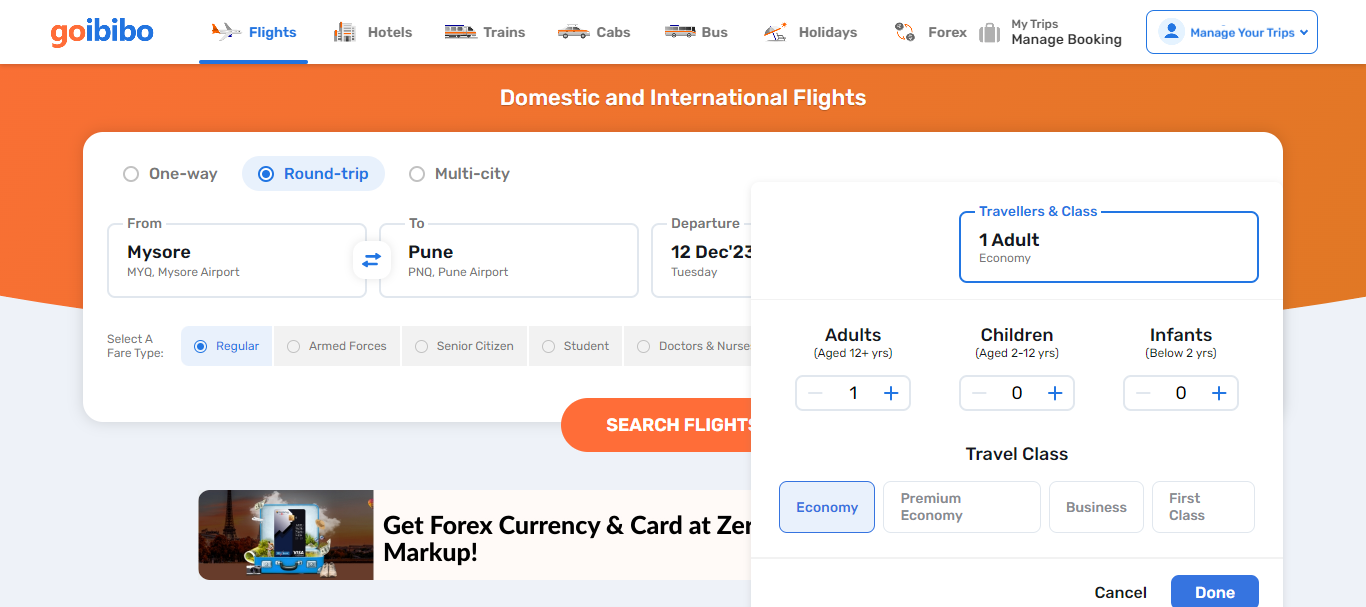 goibibo
Flights
Hotels
Trains
Cabs
Bus
Holidays
Forex
My Trips
Manage Booking
Manage Your Trips
Domestic and International Flights
One-way
Round-trip
Multi-city
From
Mysore
MYQ, Mysore Airport
To
Pune
PNQ, Pune Airport
Departure
12 Dec'23
Tuesday
Travellers & Class
1 Adult
Economy
Select A
Fare Type:
Regular
Armed Forces
Senior Citizen
Student
Doctors & Nurse
SEARCH FLIGHTS
Adults
(Aged 12+ yrs)
1
Children
(Aged 2-12 yrs)
0
Infants
(Below 2 yrs)
0
Travel Class
Economy
Premium
Economy
Business
First
Class
Cancel
Done
Get Forex Currency & Card at Zer
Markup!
VISA